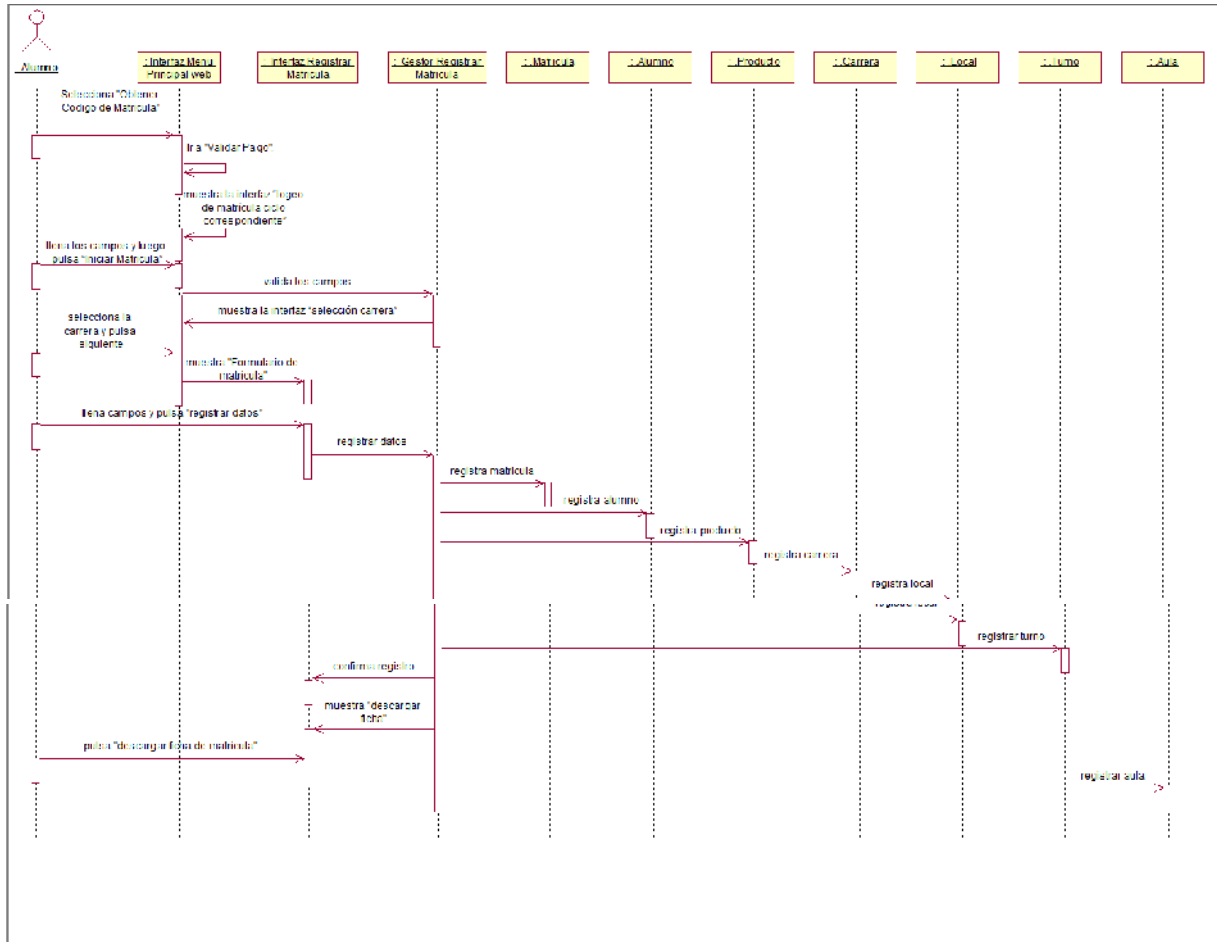 : Alumno
: Interfaz Menu
Principal web
: Interfaz Registrar
Matricula
: Gestor Registrar
Matricula
: Matricula
: Alumno
: Producto
: Carrera
: Local
: Turno
: Aula
Selecciona "Obtener
Codigo de Matricula"
Ir a "Validar Pago"
muestra la interfaz "logeo
de matricula ciclo
correspondiente"
llena los campos y luego
pulsa "Iniciar Matricula"
valida los campos
muestra la interfaz "selección carrera"
selecciona la
carrera y pulsa
siguiente
muestra "Formulario de
matricula"
llena campos y pulsa "registrar datos"
registrar datos
registra matricula
registra alumno
registra producto
registra carrera
registra local
registra local
registrar turno
confirma registro
muestra "descargar
ficha"
pulsa "descargar ficha de matricula"
registrar aula